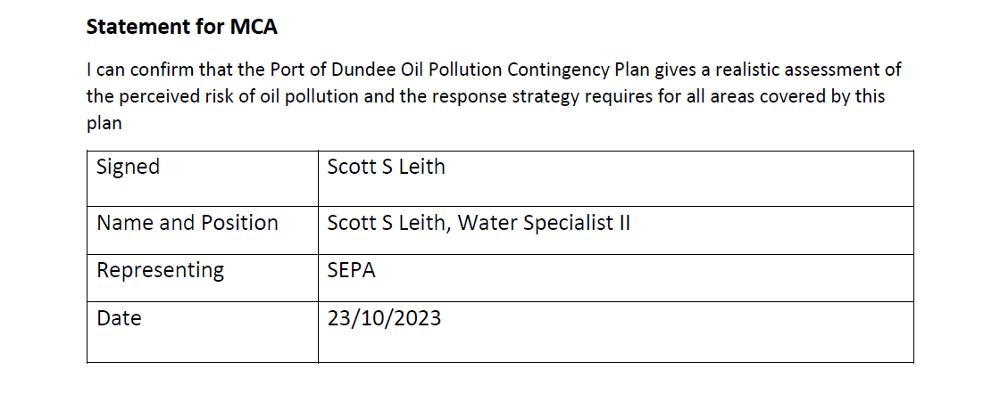 Statement for MCA
I can confirm that the Port of Dundee Oil Pollution Contingency Plan gives a realistic assessment of
the perceived risk of oil pollution and the response strategy requires for all areas covered by this
plan
Signed Scott S Leith
Name and Position Scott S Leith, Water Specialist II
Representing SEPA
Date 23/10/2023